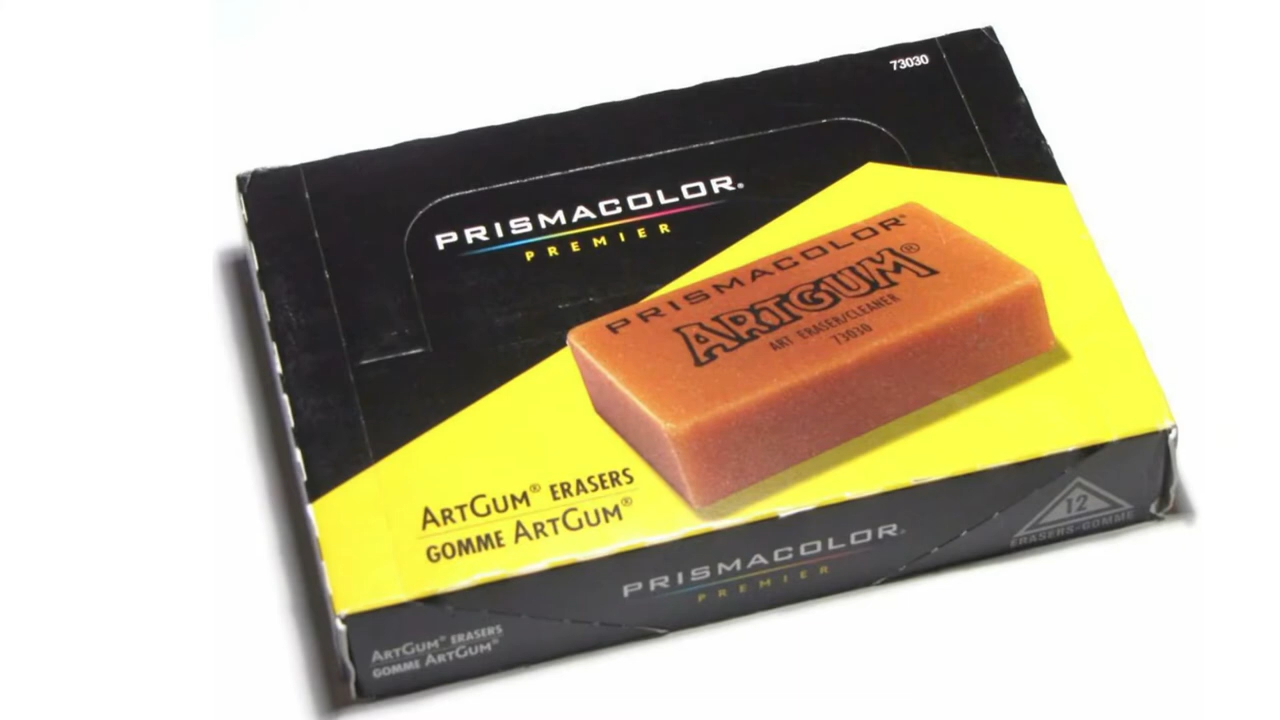 73030
PRISMACOLOR®
PREMIER
PRISMACOLOR®
ARTGUM®
ART ERASER/CLEANER
73030
ARTGUM® ERASERS
GOMME ARTGUM®
PRISMACOLOR®
PREMIER
12
ERASERS-GOMME
ARTGUM® ERASERS
GOMME ARTGUM®